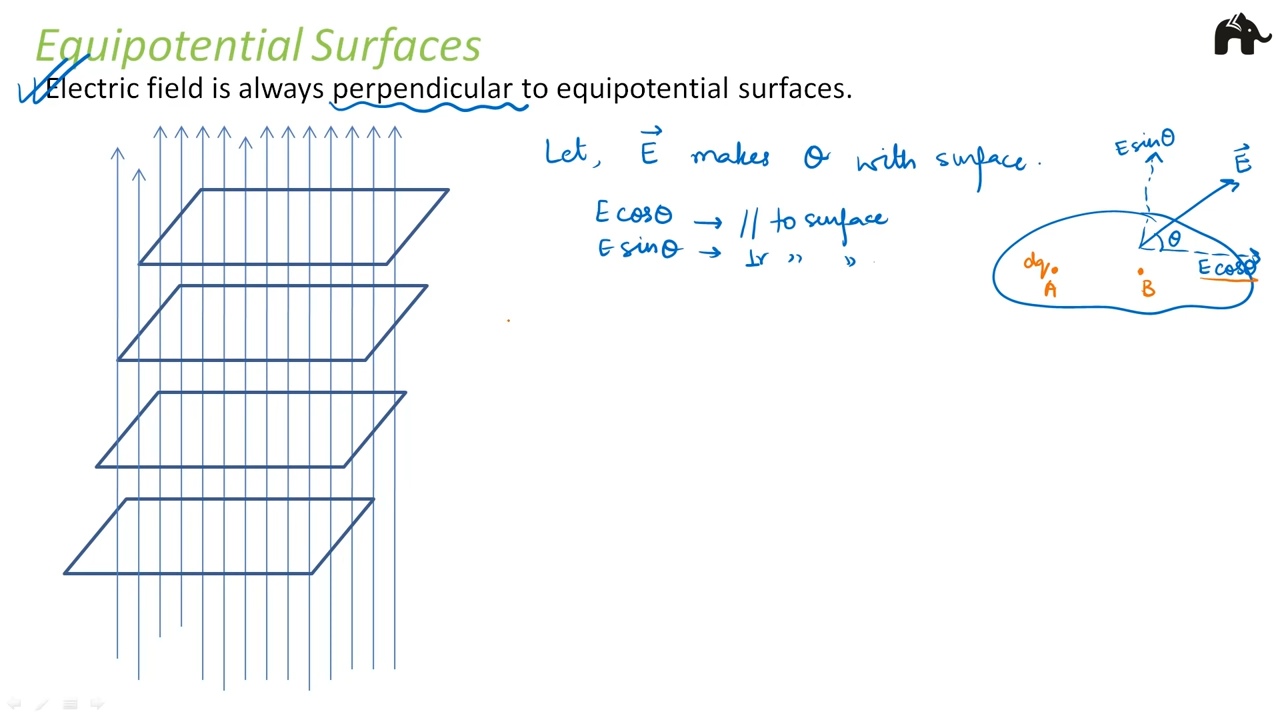 Equipotential Surfaces
Electric field is always perpendicular to equipotential surfaces.
Let, E makes θ with surface.
E cosθ → // to surface
E sinθ → ⊥r " "
E sinθ
E
θ
E cosθ
dq
A
B